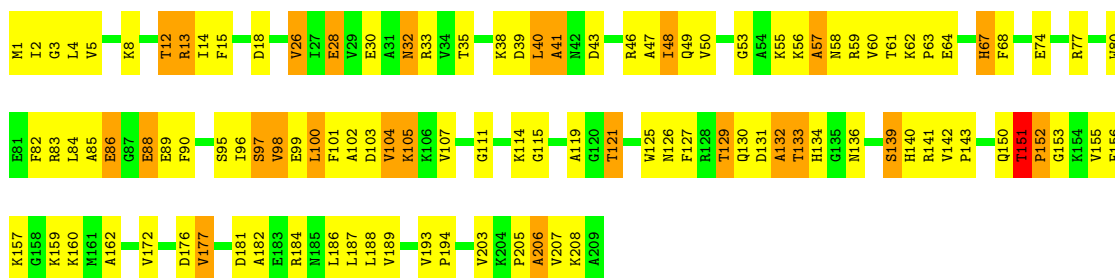 M1 I2 G3 L4 V5 K8 T12 R13 I14 F15 D18 V26 I27 E28 V29 E30 A31 N32 R33 V34 T35 K38 D39 L40 A41 N42 D43 R46 A47 I48 Q49 V50 G53 A54 K55 K56 A57 N58 R59 V60 T61 K62 P63 E64 H67 F68 E74 R77 W80
E81 F82 R83 L84 A85 E86 G87 E88 E89 F90 S95 I96 S97 V98 E99 L100 F101 A102 D103 V104 K105 K106 V107 G111 K114 G115 A119 G120 T121 W125 N126 F127 R128 T129 Q130 D131 A132 T133 H134 G135 N136 S139 H140 R141 V142 P143 Q150 T151 P152 G153 K154 V155 F156
K157 G158 K159 K160 M161 A162 V172 D176 V177 D181 A182 E183 R184 N185 L186 L187 L188 V189 V193 P194 V203 K204 P205 A206 V207 K208 A209